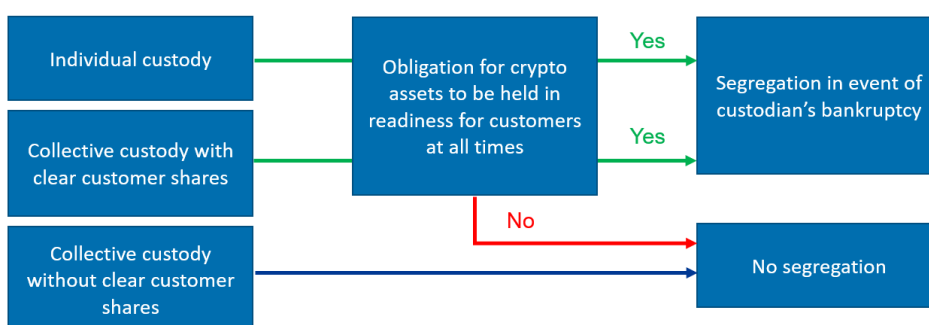 Individual custody
Collective custody with
clear customer shares
Collective custody
without clear customer
shares
Obligation for crypto
assets to be held in
readiness for customers
at all times
Yes
Yes
No
Segregation in event of
custodian’s bankruptcy
No segregation